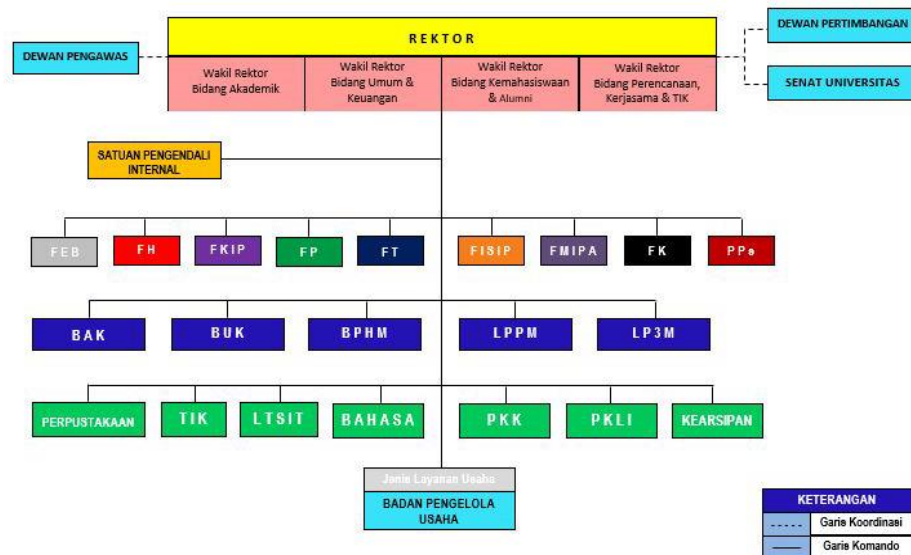 DEWAN PERTIMBANGAN
REKTOR
DEWAN PENGAWAS
Wakil Rektor
Bidang Akademik
Wakil Rektor
Bidang Umum &
Keuangan
Wakil Rektor
Bidang Kemahasiswaan
& Alumni
Wakil Rektor
Bidang Perencanaan,
Kerjasama & TIK
SENAT UNIVERSITAS
SATUAN PENGENDALI
INTERNAL
FEB
FH
FKIP
FP
FT
FISIP
FMIPA
FK
PPs
BAK
BUK
BPHM
LPPM
LP3M
PERPUSTAKAAN
TIK
LTSIT
BAHASA
PKK
PKLI
KEARSIPAN
Jenis Layanan Usaha
BADAN PENGELOLA
USAHA
KETERANGAN
Garis Koordinasi
Garis Komando